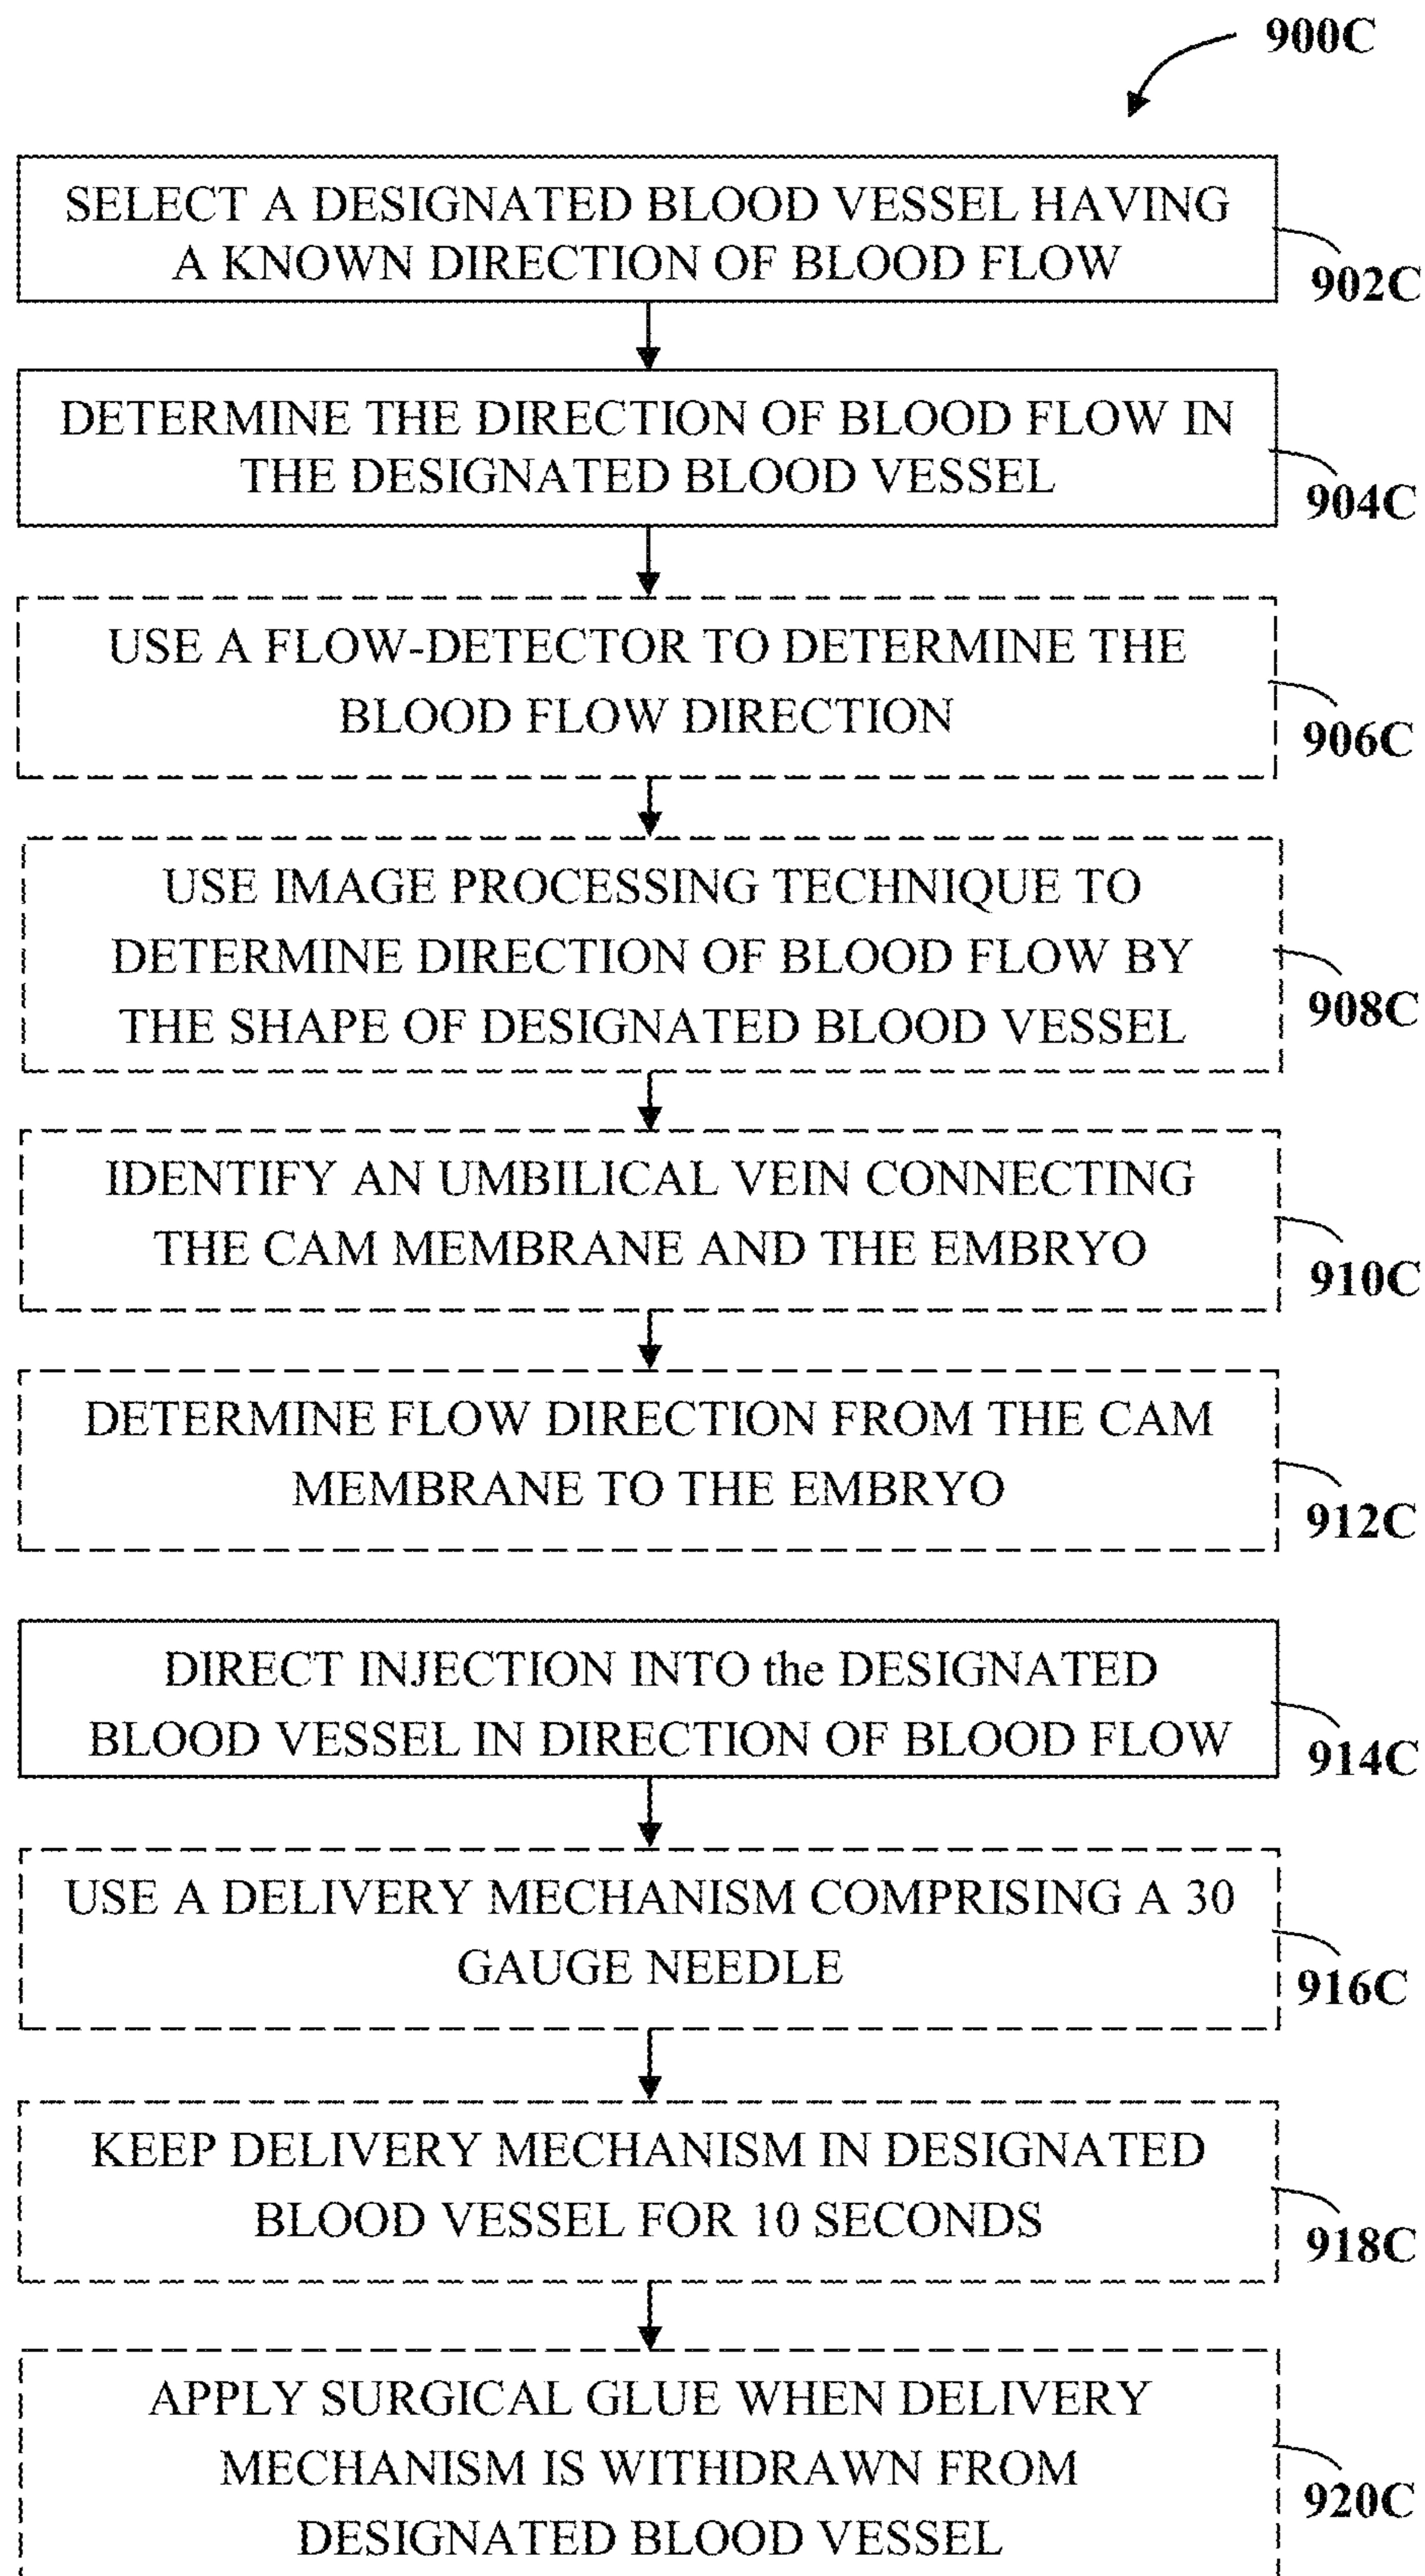 900C
SELECT A DESIGNATED BLOOD VESSEL HAVING
A KNOWN DIRECTION OF BLOOD FLOW
902C
DETERMINE THE DIRECTION OF BLOOD FLOW IN
THE DESIGNATED BLOOD VESSEL
904C
USE A FLOW-DETECTOR TO DETERMINE THE
BLOOD FLOW DIRECTION
906C
USE IMAGE PROCESSING TECHNIQUE TO
DETERMINE DIRECTION OF BLOOD FLOW BY
THE SHAPE OF DESIGNATED BLOOD VESSEL
908C
IDENTIFY AN UMBILICAL VEIN CONNECTING
THE CAM MEMBRANE AND THE EMBRYO
910C
DETERMINE FLOW DIRECTION FROM THE CAM
MEMBRANE TO THE EMBRYO
912C
DIRECT INJECTION INTO the DESIGNATED
BLOOD VESSEL IN DIRECTION OF BLOOD FLOW
914C
USE A DELIVERY MECHANISM COMPRISING A 30
GAUGE NEEDLE
916C
KEEP DELIVERY MECHANISM IN DESIGNATED
BLOOD VESSEL FOR 10 SECONDS
918C
APPLY SURGICAL GLUE WHEN DELIVERY
MECHANISM IS WITHDRAWN FROM
DESIGNATED BLOOD VESSEL
920C